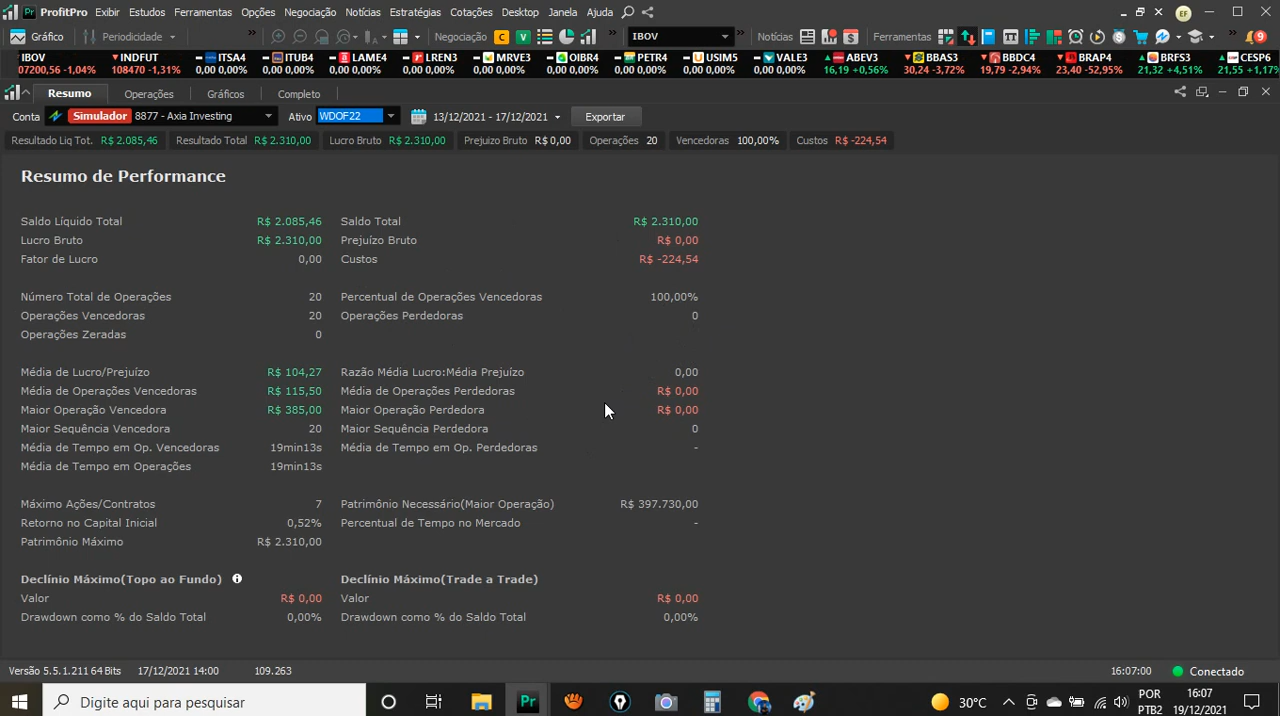 ProfitPro Exibir Estudos Ferramentas Opções Negociação Notícias Estratégias Cotações Desktop Janela Ajuda EF
Gráfico Periodicidade Negociação C V IBOV Notícias Ferramentas 9
IBOV INDFUT ITSA4 ITUB4 LAME4 LREN3 MRVE3 OIBR4 PETR4 USIM5 VALE3 ABEV3 BBAS3 BBDC4 BRAP4 BRFS3 CESP6
07200,56 -1,04% 108470 -1,31% 0,00 0,00% 0,00 0,00% 0,00 0,00% 0,00 0,00% 0,00 0,00% 0,00 0,00% 0,00 0,00% 0,00 0,00% 0,00 0,00% 16,19 +0,56% 30,24 -3,72% 19,79 -2,94% 23,40 -52,95% 21,32 +4,51% 21,55 +1,17%
Resumo Operações Gráficos Completo
Conta Simulador 8877 - Axia Investing Ativo WDOF22 13/12/2021 - 17/12/2021 Exportar
Resultado Liq Tot. R$ 2.085,46 Resultado Total R$ 2.310,00 Lucro Bruto R$ 2.310,00 Prejuizo Bruto R$ 0,00 Operações 20 Vencedoras 100,00% Custos R$ -224,54
Resumo de Performance
Saldo Líquido Total R$ 2.085,46 Saldo Total R$ 2.310,00
Lucro Bruto R$ 2.310,00 Prejuízo Bruto R$ 0,00
Fator de Lucro 0,00 Custos R$ -224,54
Número Total de Operações 20 Percentual de Operações Vencedoras 100,00%
Operações Vencedoras 20 Operações Perdedoras 0
Operações Zeradas 0
Média de Lucro/Prejuízo R$ 104,27 Razão Média Lucro:Média Prejuízo 0,00
Média de Operações Vencedoras R$ 115,50 Média de Operações Perdedoras R$ 0,00
Maior Operação Vencedora R$ 385,00 Maior Operação Perdedora R$ 0,00
Maior Sequência Vencedora 20 Maior Sequência Perdedora 0
Média de Tempo em Op. Vencedoras 19min13s Média de Tempo em Op. Perdedoras -
Média de Tempo em Operações 19min13s
Máximo Ações/Contratos 7 Patrimônio Necessário(Maior Operação) R$ 397.730,00
Retorno no Capital Inicial 0,52% Percentual de Tempo no Mercado -
Patrimônio Máximo R$ 2.310,00
Declínio Máximo(Topo ao Fundo) Declínio Máximo(Trade a Trade)
Valor R$ 0,00 Valor R$ 0,00
Drawdown como % do Saldo Total 0,00% Drawdown como % do Saldo Total 0,00%
Versão 5.5.1.211 64 Bits 17/12/2021 14:00 109.263 16:07:00 Conectado
Digite aqui para pesquisar Pr 30°C POR 16:07
PTB2 19/12/2021